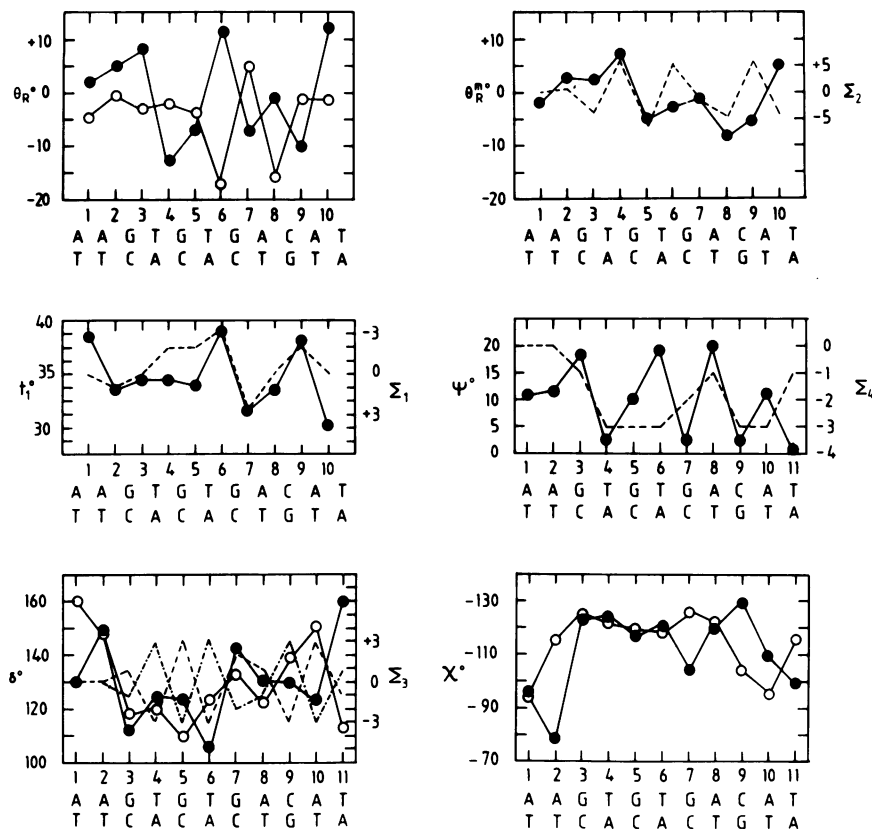 +10
θR°
0
−10
−20
1 2 3 4 5 6 7 8 9 10
A A G T G T G A C A T
T T C A C A C T G T A
+10
θR^m°
0
−10
−20
+5
0
−5
Σ2
1 2 3 4 5 6 7 8 9 10
A A G T G T G A C A T
T T C A C A C T G T A
40
35
t1°
30
−3
0
+3
Σ1
1 2 3 4 5 6 7 8 9 10
A A G T G T G A C A T
T T C A C A C T G T A
20
15
ψ°
10
5
0
0
−1
−2
−3
−4
Σ4
1 2 3 4 5 6 7 8 9 10 11
A A G T G T G A C A T
T T C A C A C T G T A
160
140
δ°
120
100
+3
0
−3
Σ3
1 2 3 4 5 6 7 8 9 10 11
A A G T G T G A C A T
T T C A C A C T G T A
−130
−110
χ°
−90
−70
1 2 3 4 5 6 7 8 9 10 11
A A G T G T G A C A T
T T C A C A C T G T A